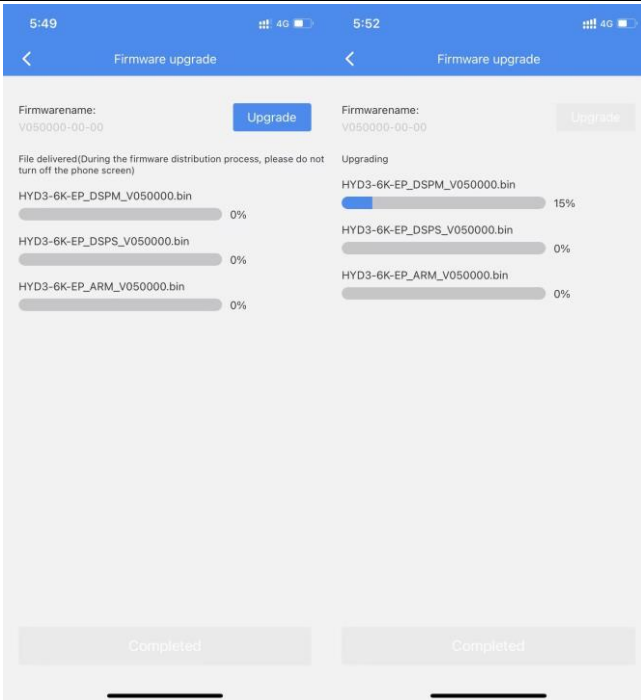 5:49
4G
Firmware upgrade
Firmwarename:
V050000-00-00
Upgrade
File delivered(During the firmware distribution process, please do not
turn off the phone screen)
HYD3-6K-EP_DSPM_V050000.bin
0%
HYD3-6K-EP_DSPS_V050000.bin
0%
HYD3-6K-EP_ARM_V050000.bin
0%
Completed
5:52
4G
Firmware upgrade
Firmwarename:
V050000-00-00
Upgrade
Upgrading
HYD3-6K-EP_DSPM_V050000.bin
15%
HYD3-6K-EP_DSPS_V050000.bin
0%
HYD3-6K-EP_ARM_V050000.bin
0%
Completed